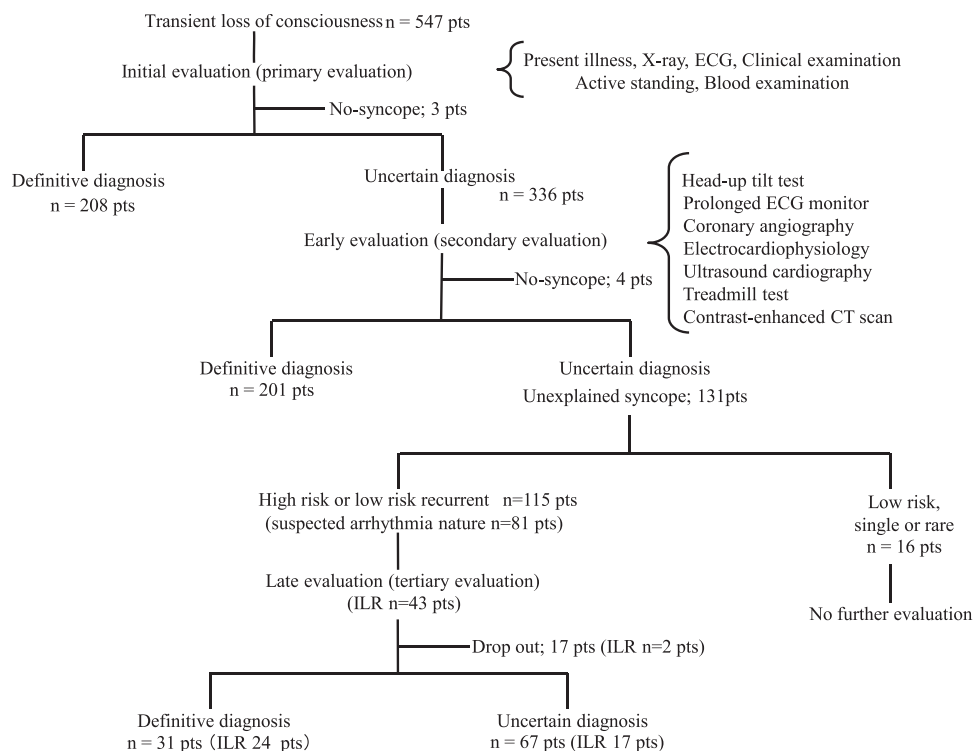 Transient loss of consciousness n = 547 pts
Initial evaluation (primary evaluation)
Present illness, X-ray, ECG, Clinical examination
Active standing, Blood examination
No-syncope; 3 pts
Definitive diagnosis
n = 208 pts
Uncertain diagnosis
n = 336 pts
Head-up tilt test
Prolonged ECG monitor
Coronary angiography
Electrocardiophysiology
Ultrasound cardiography
Treadmill test
Contrast-enhanced CT scan
Early evaluation (secondary evaluation)
No-syncope; 4 pts
Definitive diagnosis
n = 201 pts
Uncertain diagnosis
Unexplained syncope; 131pts
High risk or low risk recurrent n=115 pts
(suspected arrhythmia nature n=81 pts)
Low risk,
single or rare
n = 16 pts
Late evaluation (tertiary evaluation)
(ILR n=43 pts)
No further evaluation
Drop out; 17 pts (ILR n=2 pts)
Definitive diagnosis
n = 31 pts (ILR 24 pts)
Uncertain diagnosis
n = 67 pts (ILR 17 pts)